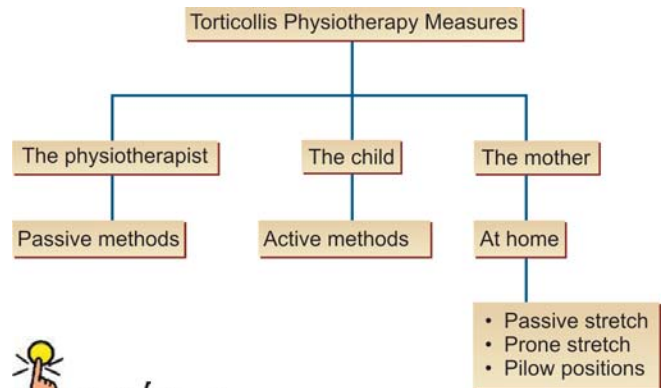 Torticollis Physiotherapy Measures
The physiotherapist
The child
The mother
Passive methods
Active methods
At home
• Passive stretch
• Prone stretch
• Pilow positions